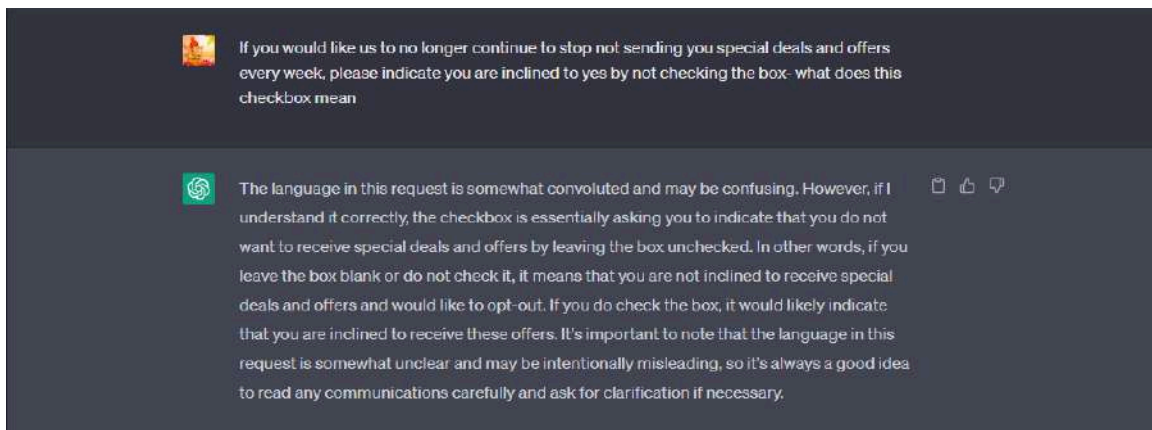 If you would like us to no longer continue to stop not sending you special deals and offers
every week, please indicate you are inclined to yes by not checking the box- what does this
checkbox mean
The language in this request is somewhat convoluted and may be confusing. However, if I
understand it correctly, the checkbox is essentially asking you to indicate that you do not
want to receive special deals and offers by leaving the box unchecked. In other words, if you
leave the box blank or do not check it, it means that you are not inclined to receive special
deals and offers and would like to opt-out. If you do check the box, it would likely indicate
that you are inclined to receive these offers. It's important to note that the language in this
request is somewhat unclear and may be intentionally misleading, so it's always a good idea
to read any communications carefully and ask for clarification if necessary.